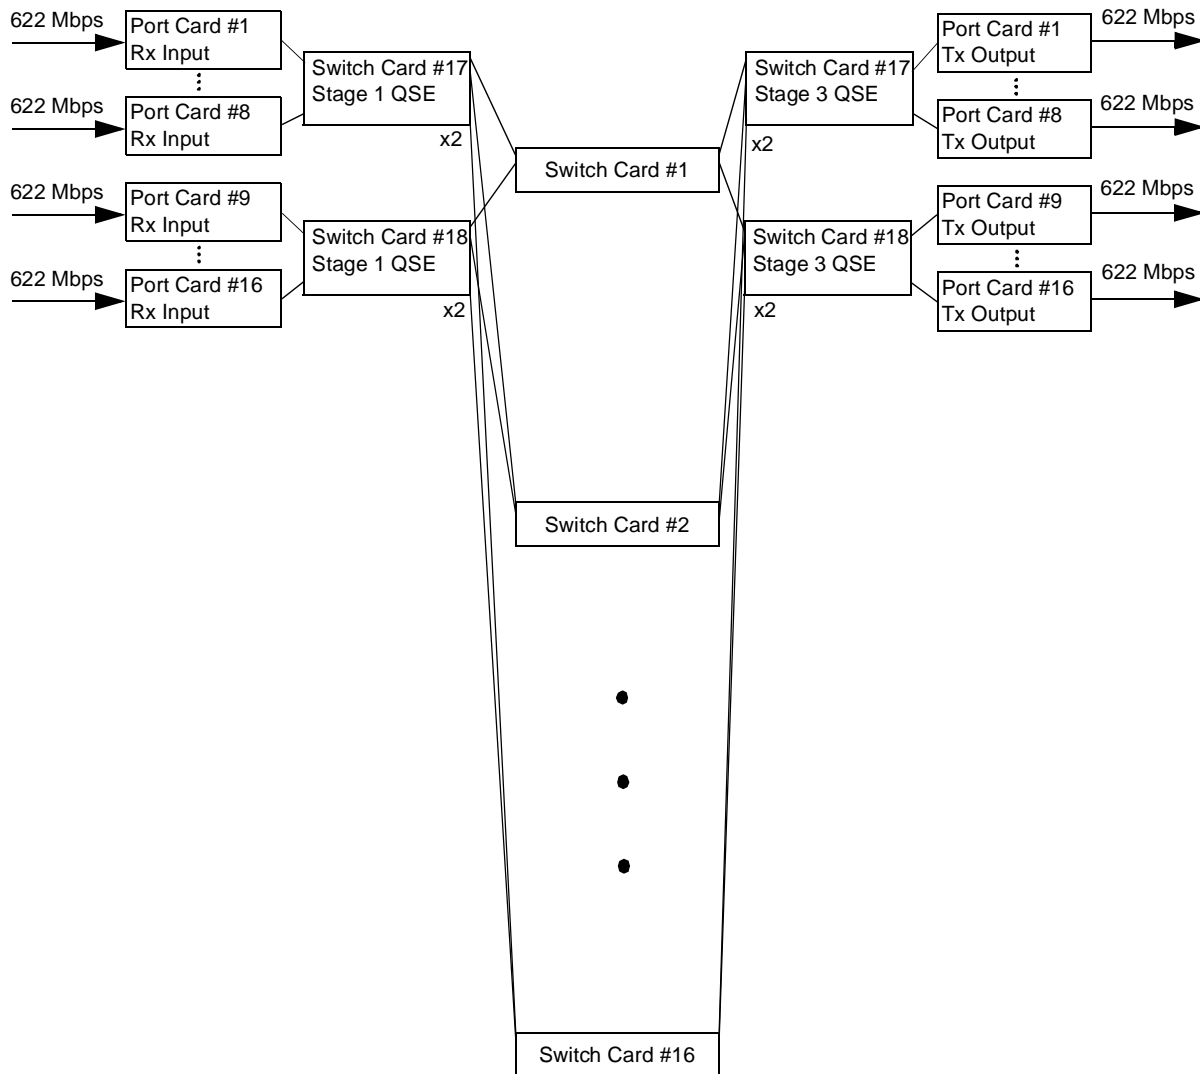 622 Mbps
Port Card #1
Rx Input
622 Mbps
Port Card #8
Rx Input
Switch Card #17
Stage 1 QSE
x2
622 Mbps
Port Card #9
Rx Input
622 Mbps
Port Card #16
Rx Input
Switch Card #18
Stage 1 QSE
x2
Switch Card #1
Switch Card #2
Switch Card #16
Switch Card #17
Stage 3 QSE
x2
Port Card #1
Tx Output
622 Mbps
Port Card #8
Tx Output
622 Mbps
Switch Card #18
Stage 3 QSE
x2
Port Card #9
Tx Output
622 Mbps
Port Card #16
Tx Output
622 Mbps